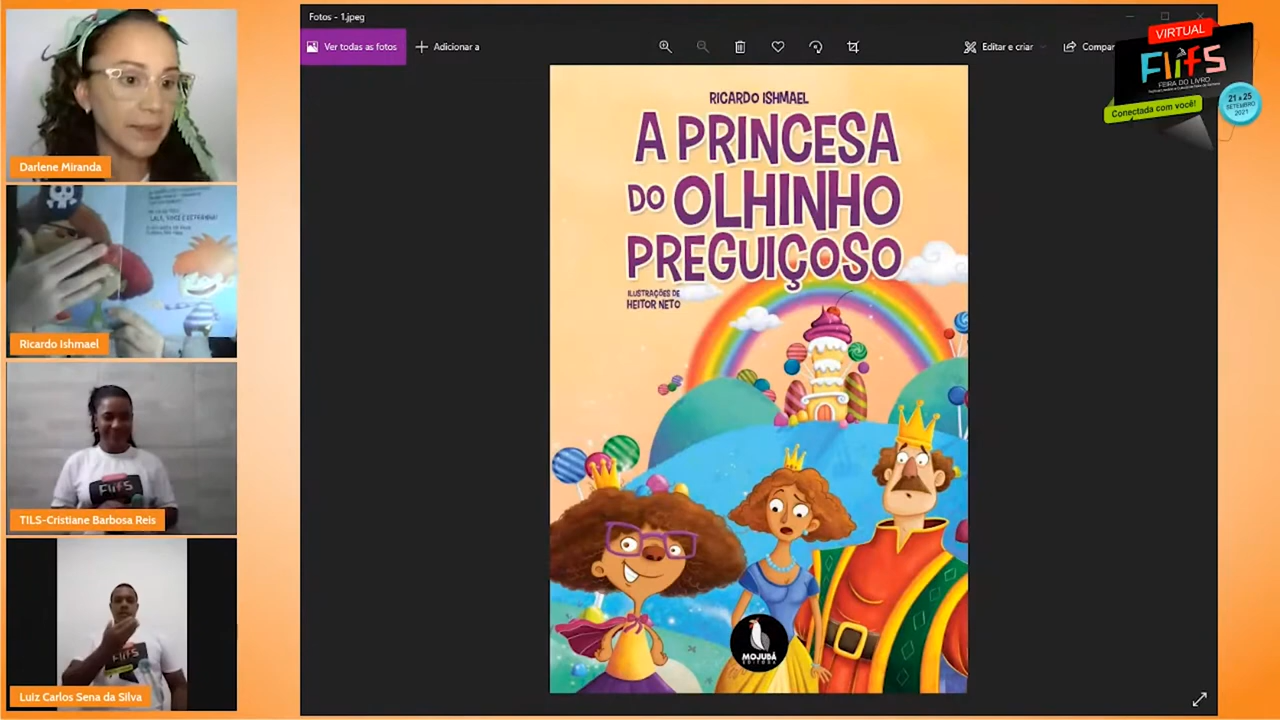 Fotos - 1.jpeg
Ver todas as fotos
Adicionar a
Editar e criar
VIRTUAL
FLIFS
FEIRA DO LIVRO
Conectada com você!
21 a 25
SETEMBRO
2021
RICARDO ISHMAEL
A PRINCESA
DO OLHINHO
PREGUIÇOSO
ILUSTRAÇÕES DE
HEITOR NETO
MOJUBÁ
EDITORA
Darlene Miranda
Ricardo Ishmael
FLIFS
TILS-Cristiane Barbosa Reis
FLIFS
Luiz Carlos Sena da Silva